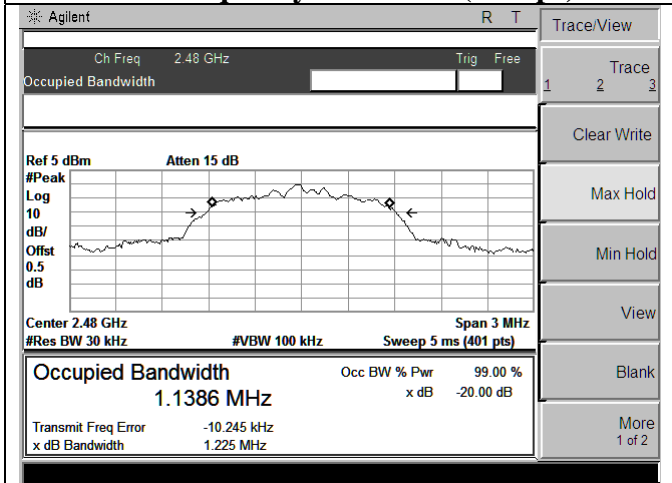 Agilent R T
Ch Freq 2.48 GHz Trig Free
Occupied Bandwidth
Ref 5 dBm Atten 15 dB
#Peak
Log
10
dB/
Offst
0.5
dB
Center 2.48 GHz Span 3 MHz
#Res BW 30 kHz #VBW 100 kHz Sweep 5 ms (401 pts)
Occupied Bandwidth Occ BW % Pwr 99.00 %
1.1386 MHz x dB -20.00 dB
Transmit Freq Error -10.245 kHz
x dB Bandwidth 1.225 MHz
Trace/View
Trace
1 2 3
Clear Write
Max Hold
Min Hold
View
Blank
More
1 of 2